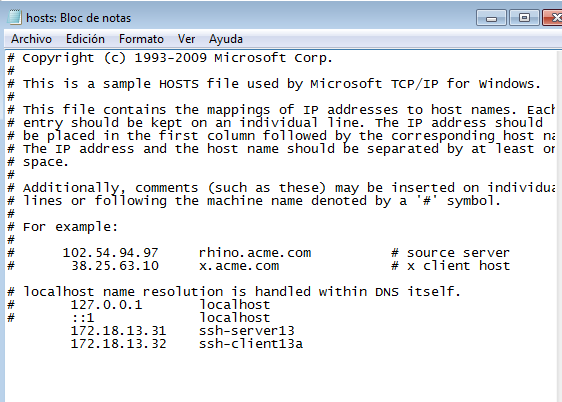 hosts: Bloc de notas
Archivo Edición Formato Ver Ayuda
# Copyright (c) 1993-2009 Microsoft Corp.
#
# This is a sample HOSTS file used by Microsoft TCP/IP for Windows.
#
# This file contains the mappings of IP addresses to host names. Each
# entry should be kept on an individual line. The IP address should
# be placed in the first column followed by the corresponding host
# The IP address and the host name should be separated by at least
# space.
#
# Additionally, comments (such as these) may be inserted on
# lines or following the machine name denoted by a '#' symbol.
#
# For example:
#
#      102.54.94.97     rhino.acme.com          # source server
#       38.25.63.10     x.acme.com              # x client host

# localhost name resolution is handled within DNS itself.
#       127.0.0.1       localhost
#       ::1             localhost
        172.18.13.31    ssh-server13
        172.18.13.32    ssh-client13a